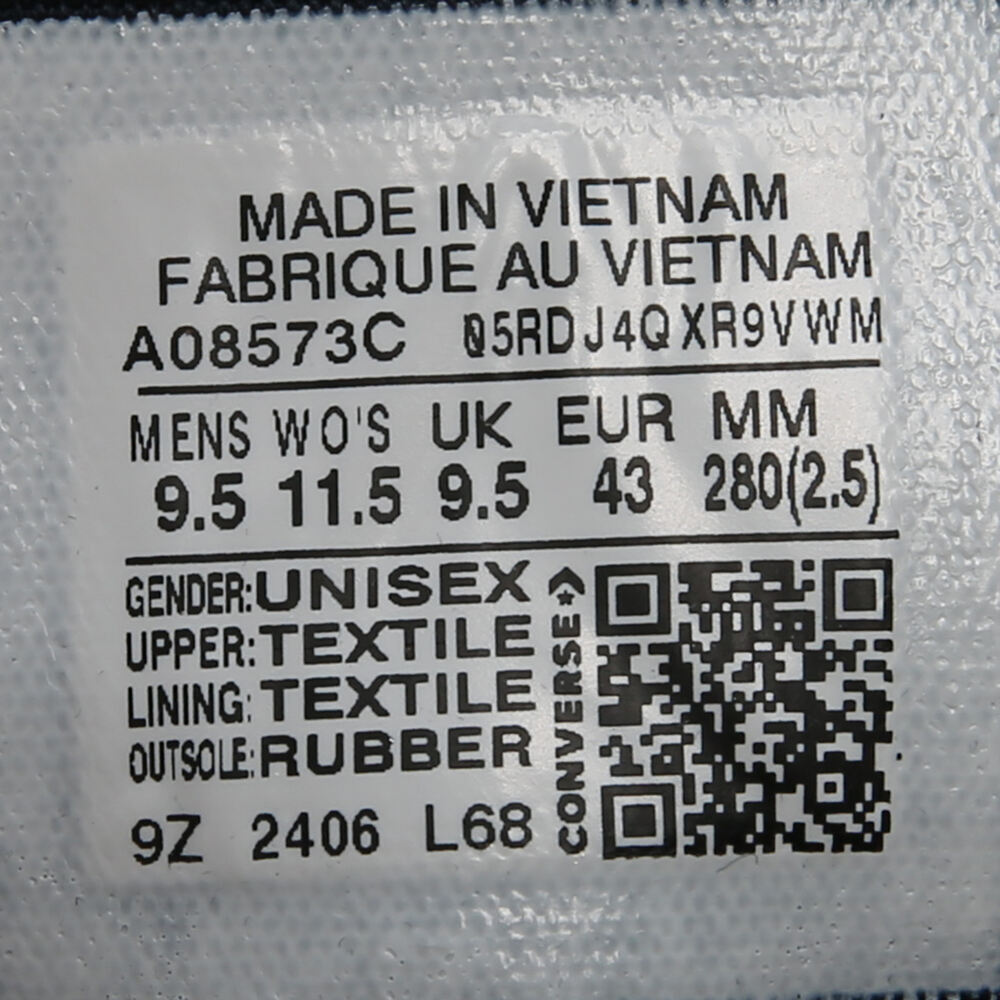 MADE IN VIETNAM
FABRIQUE AU VIETNAM
A08573C 05RDJ4QXR9VWM
MENS WO'S UK EUR MM
9.5 11.5 9.5 43 280(2.5)
GENDER:UNISEX
UPPER:TEXTILE
LINING:TEXTILE
OUTSOLE:RUBBER
CONVERSE
9Z 2406 L68